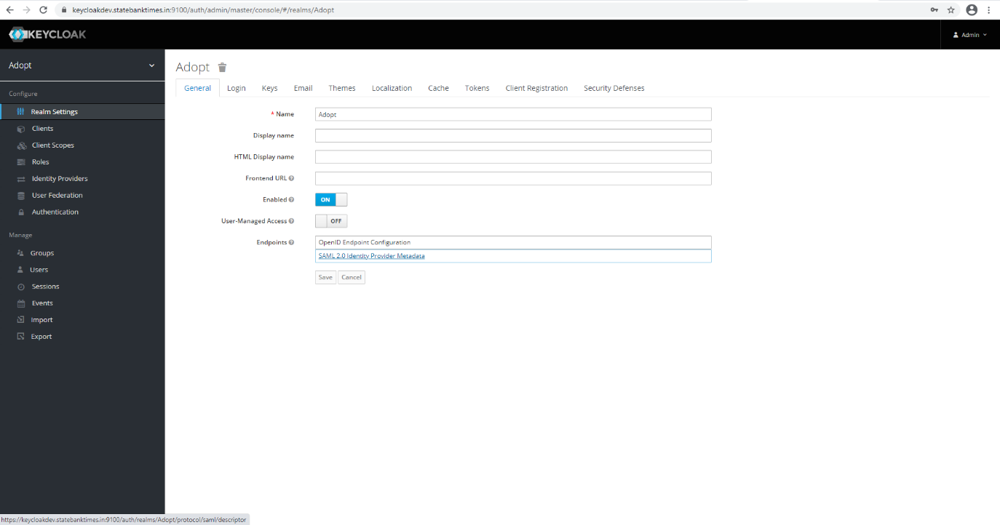 keycloakdev.statebanktimes.in:9100/auth/admin/master/console/#/realms/Adopt
KEYCLOAK
Admin
Adopt
Configure
Realm Settings
Clients
Client Scopes
Roles
Identity Providers
User Federation
Authentication
Manage
Groups
Users
Sessions
Events
Import
Export
Adopt
General Login Keys Email Themes Localization Cache Tokens Client Registration Security Defenses
* Name Adopt
Display name
HTML Display name
Frontend URL
Enabled ON
User-Managed Access OFF
Endpoints OpenID Endpoint Configuration
SAML 2.0 Identity Provider Metadata
Save Cancel
https://keycloakdev.statebanktimes.in:9100/auth/realms/Adopt/protocol/saml/descriptor